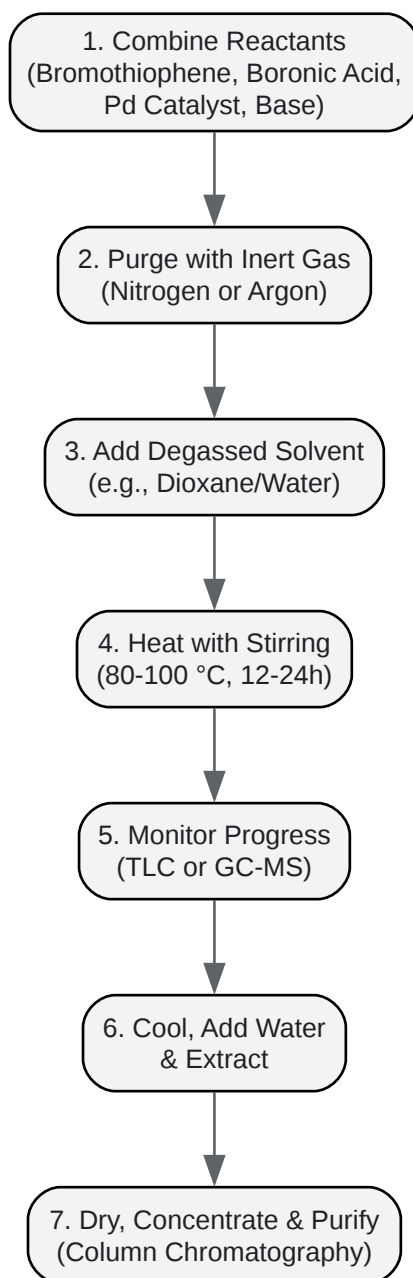 1. Combine Reactants
(Bromothiophene, Boronic Acid,
Pd Catalyst, Base)
2. Purge with Inert Gas
(Nitrogen or Argon)
3. Add Degassed Solvent
(e.g., Dioxane/Water)
4. Heat with Stirring
(80-100 °C, 12-24h)
5. Monitor Progress
(TLC or GC-MS)
6. Cool, Add Water
& Extract
7. Dry, Concentrate & Purify
(Column Chromatography)